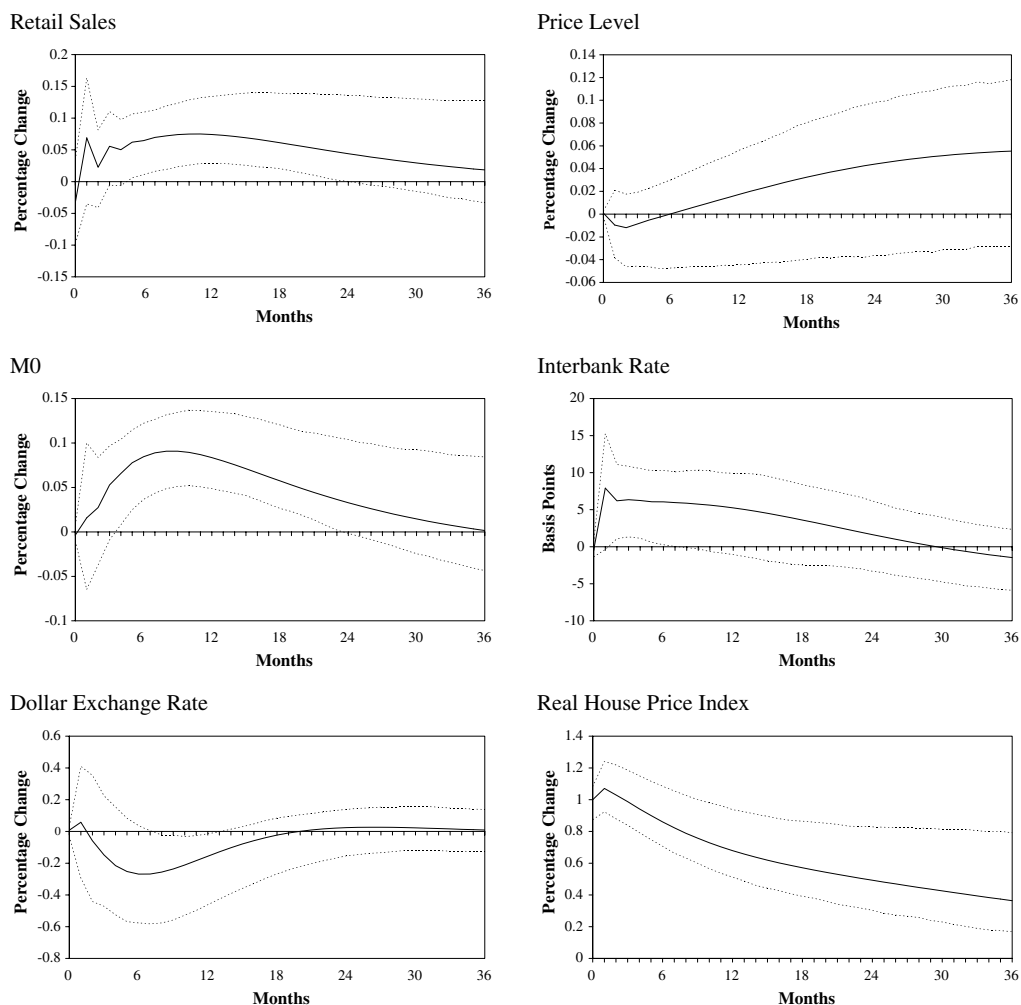 Retail Sales
Percentage Change
0.2
0.15
0.1
0.05
0
-0.05
-0.1
-0.15
0 6 12 18 24 30 36
Months
Price Level
Percentage Change
0.14
0.12
0.1
0.08
0.06
0.04
0.02
0
-0.02
-0.04
-0.06
0 6 12 18 24 30 36
Months
M0
Percentage Change
0.15
0.1
0.05
0
-0.05
-0.1
0 6 12 18 24 30 36
Months
Interbank Rate
Basis Points
20
15
10
5
0
-5
-10
0 6 12 18 24 30 36
Months
Dollar Exchange Rate
Percentage Change
0.6
0.4
0.2
0
-0.2
-0.4
-0.6
-0.8
0 6 12 18 24 30 36
Months
Real House Price Index
Percentage Change
1.4
1.2
1
0.8
0.6
0.4
0.2
0
0 6 12 18 24 30 36
Months